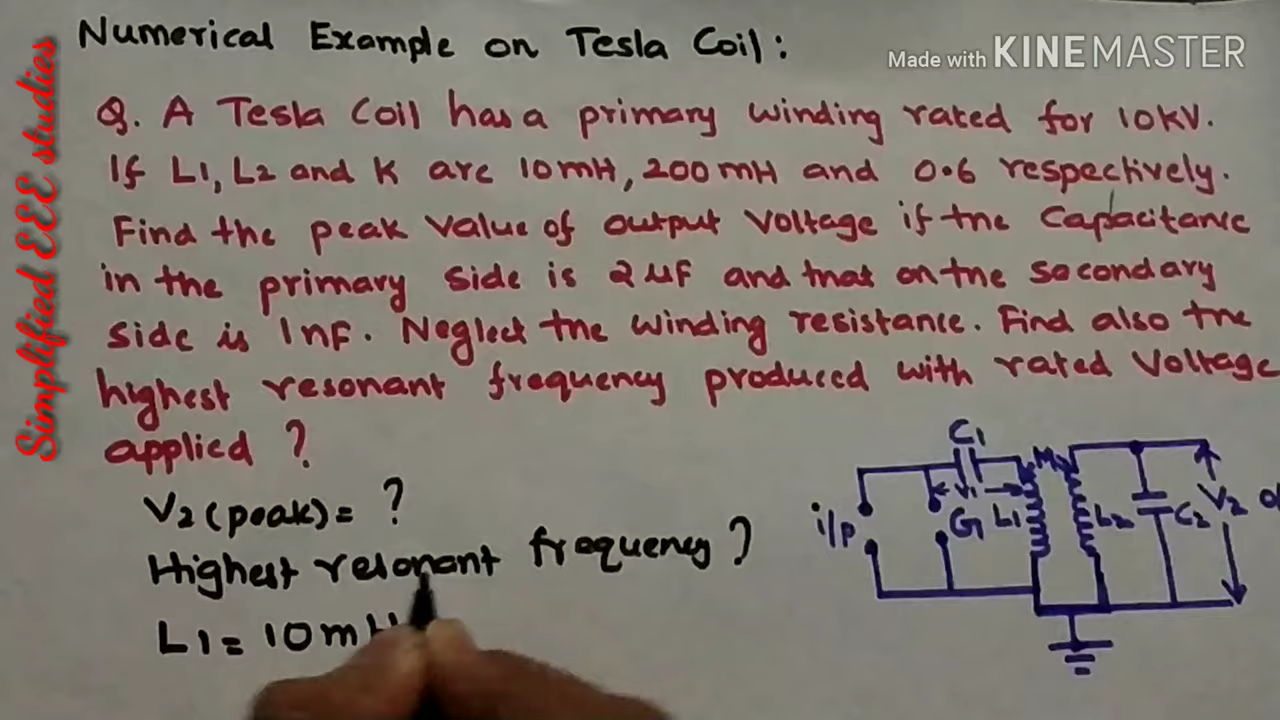 Numerical Example on Tesla Coil:
Made with KINEMASTER
Simplified EEE studies
Q. A Tesla Coil has a primary winding rated for 10kV.
If L1, L2 and K are 10mH, 200mH and 0.6 respectively.
Find the peak value of output voltage if the Capacitance
in the primary side is 2 μF and that on the secondary
side is 1nF. Neglect the winding resistance. Find also the
highest resonant frequency produced with rated Voltage
applied ?
V2 (peak) = ?
Highest resonant frequency ?
L1 = 10mH
C1
M
i/p
V1
G
L1
L2
C2
V2